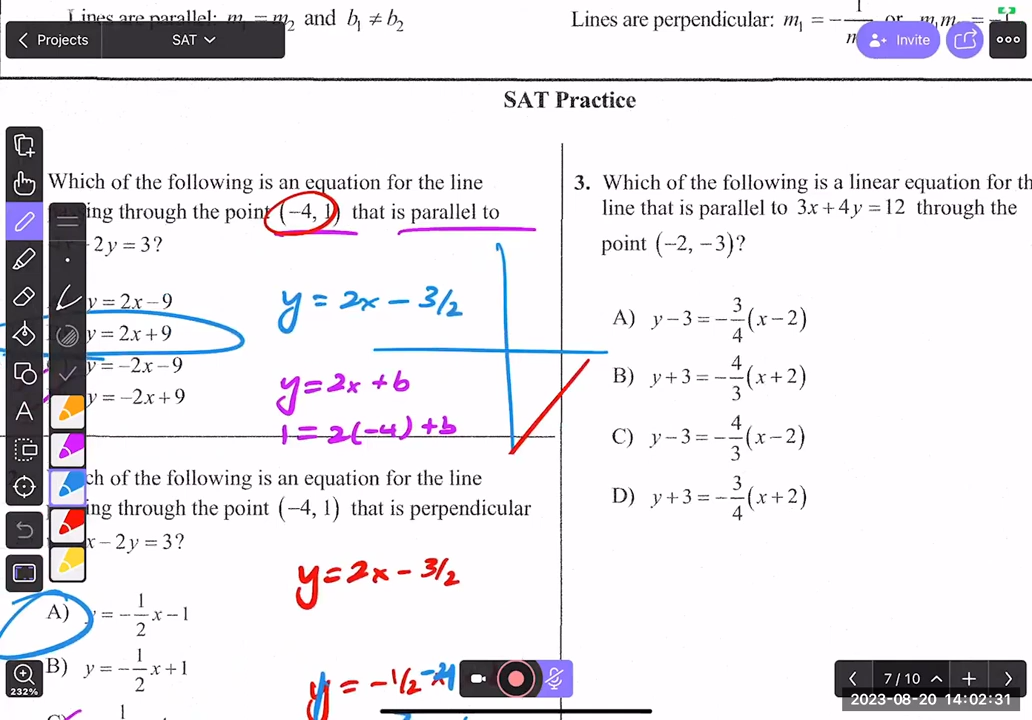 Lines are parallel: m₁ = m₂ and b₁ ≠ b₂
Lines are perpendicular: m₁ = −1/
Projects
SAT
Invite
SAT Practice
Which of the following is an equation for the line
ing through the point (−4, 1) that is parallel to
2y = 3?
y = 2x − 9
y = 2x + 9
y = −2x − 9
y = −2x + 9
y = 2x − 3/2
y = 2x + b
1 = 2(−4) + b
ch of the following is an equation for the line
ing through the point (−4, 1) that is perpendicular
x − 2y = 3?
y = 2x − 3/2
A) y = −1/2 x − 1
B) y = −1/2 x + 1
y = −1/2
3. Which of the following is a linear equation for th
line that is parallel to 3x + 4y = 12 through the
point (−2, −3)?
A) y − 3 = −3/4 (x − 2)
B) y + 3 = −4/3 (x + 2)
C) y − 3 = −4/3 (x − 2)
D) y + 3 = −3/4 (x + 2)
A
232%
7 / 10
2023-08-20 14:02:31